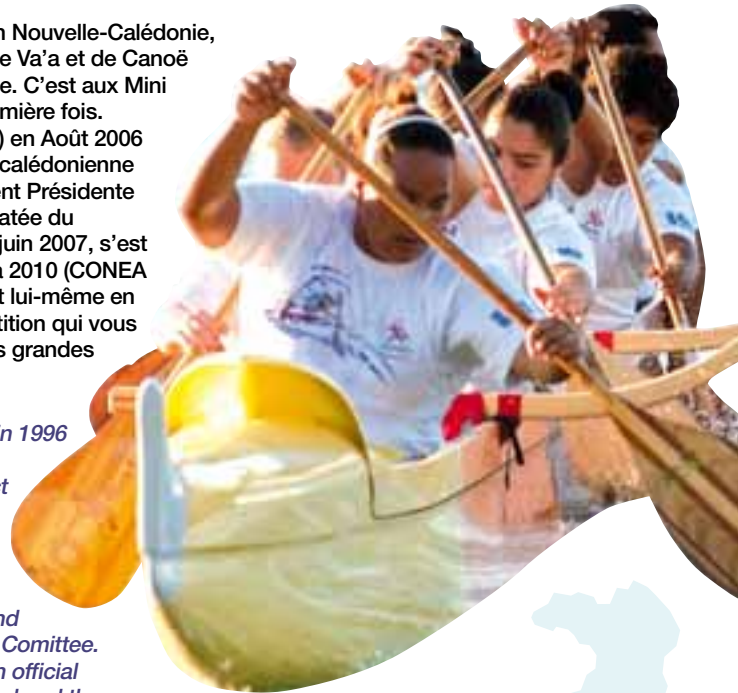 n Nouvelle-Calédonie,
e Va'a et de Canoë
e. C'est aux Mini
mière fois.
) en Août 2006
calédonienne
ent Présidente
atée du
juin 2007, s'est
a 2010 (CONEA
t lui-même en
tition qui vous
s grandes
in 1996
st
nd
Comittee.
n official